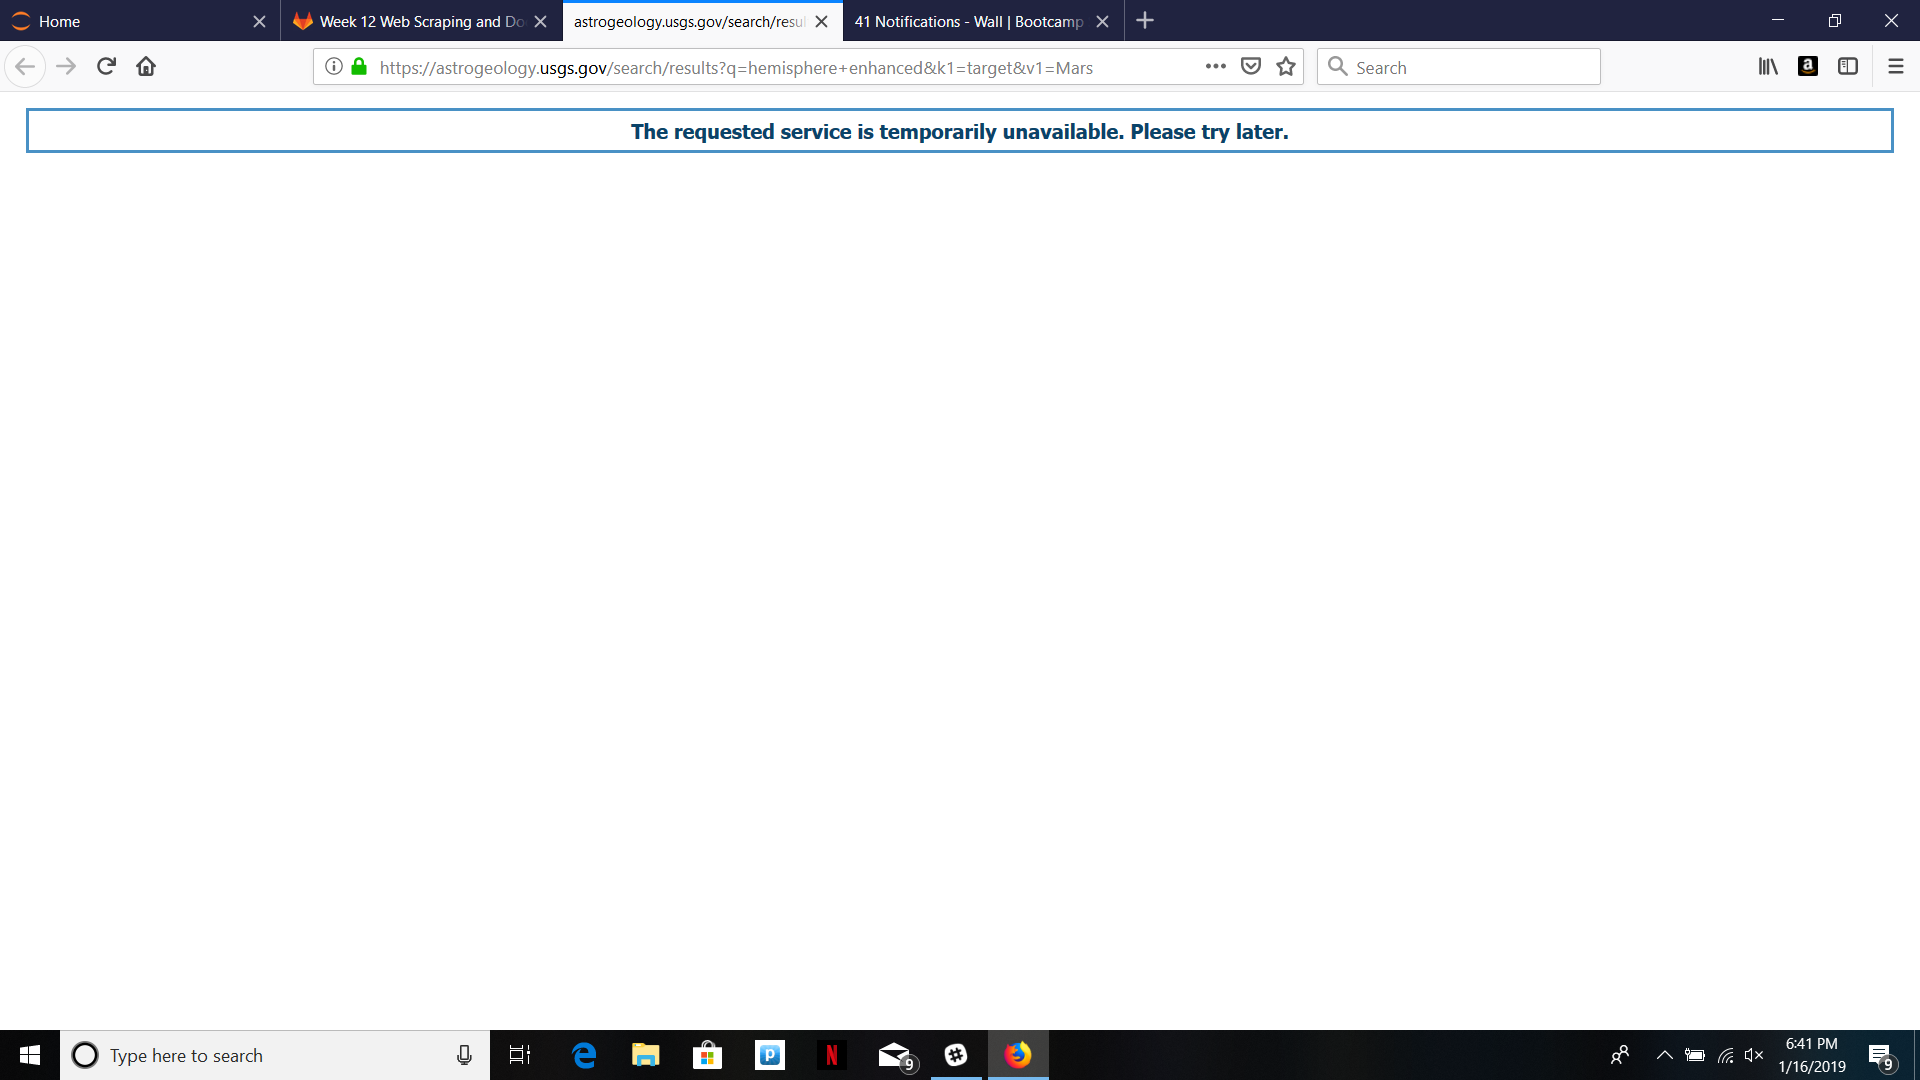 Home
Week 12 Web Scraping and Do
astrogeology.usgs.gov/search/resu
41 Notifications - Wall | Bootcamp
https://astrogeology.usgs.gov/search/results?q=hemisphere+enhanced&k1=target&v1=Mars
Search
a
The requested service is temporarily unavailable. Please try later.
Type here to search
e
p
N
9
6:41 PM
1/16/2019
9